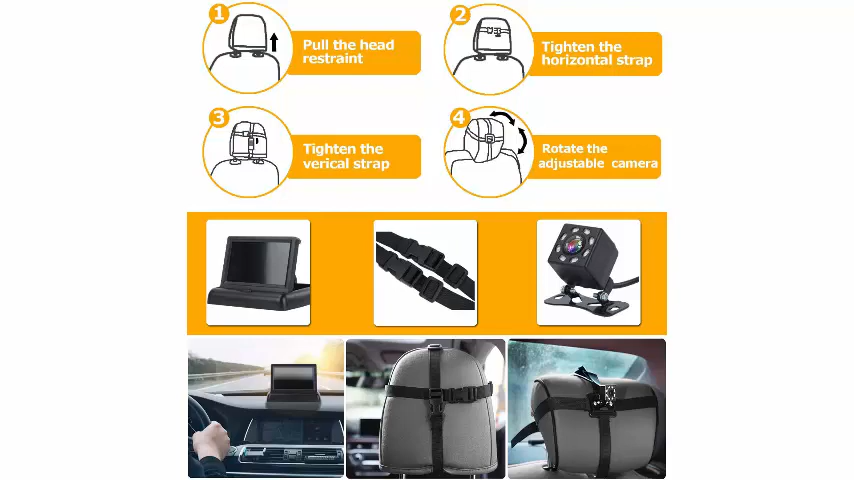 1
Pull the head
restraint
2
Tighten the
horizontal strap
3
Tighten the
verical strap
4
Rotate the
adjustable camera